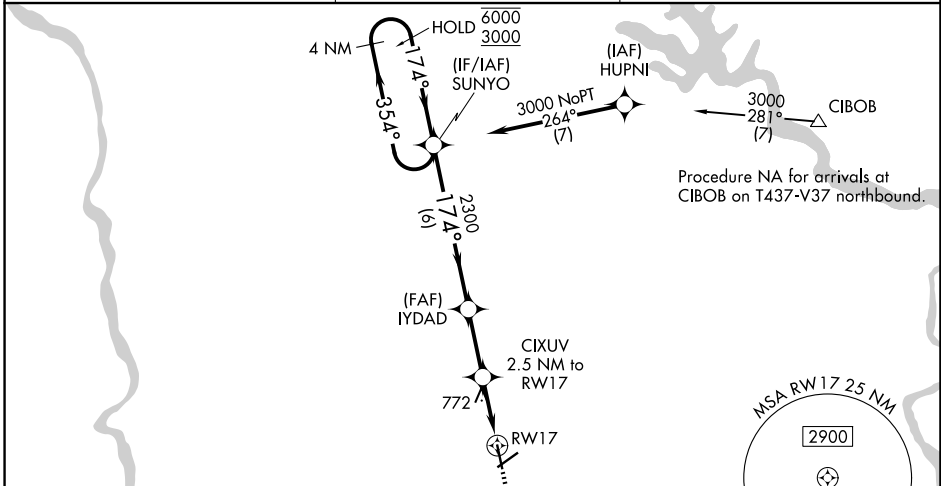 HOLD 6000
3000
4 NM
174°
354°
(IF/IAF)
SUNYO
(IAF)
HUPNI
3000 NoPT
264°
(7)
3000
281°
(7)
CIBOB
Procedure NA for arrivals at
CIBOB on T437-V37 northbound.
2300
174°
(6)
(FAF)
IYDAD
CIXUV
2.5 NM to
RW17
772
RW17
MSA RW17 25 NM
2900